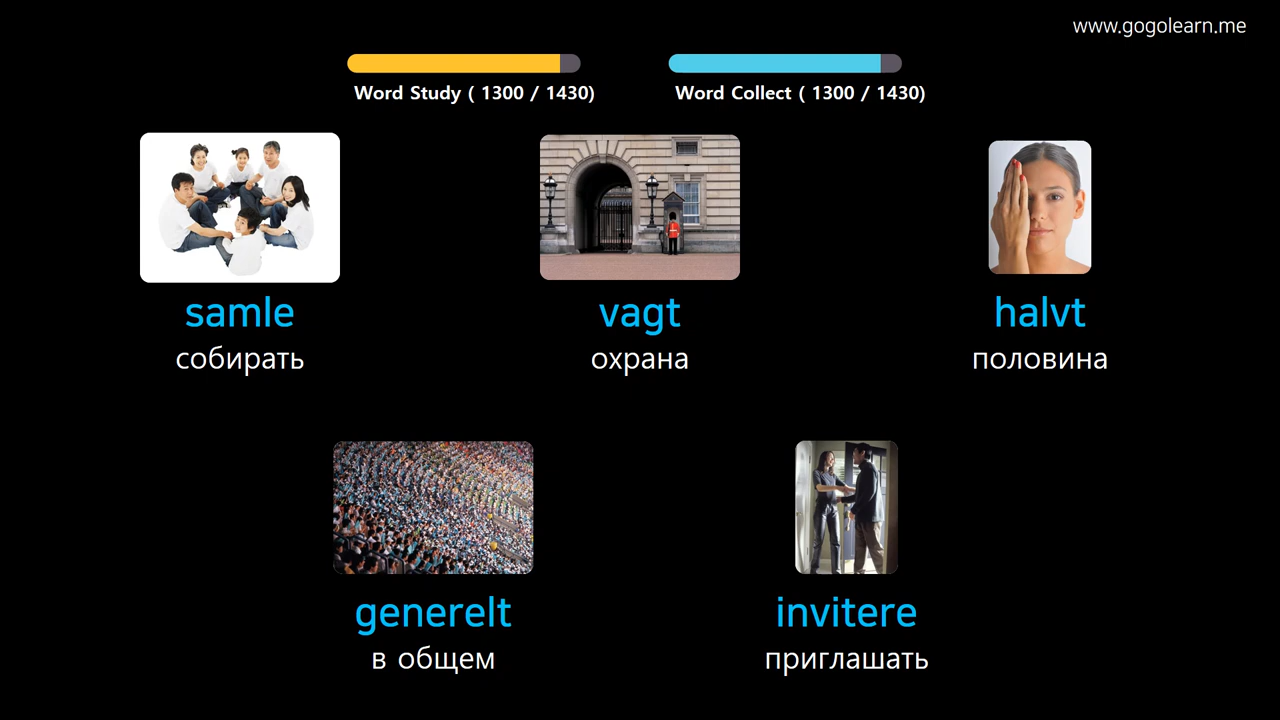 www.gogolearn.me
Word Study ( 1300 / 1430)
Word Collect ( 1300 / 1430)
samle
vagt
halvt
собирать
охрана
половина
generelt
invitere
в общем
приглашать